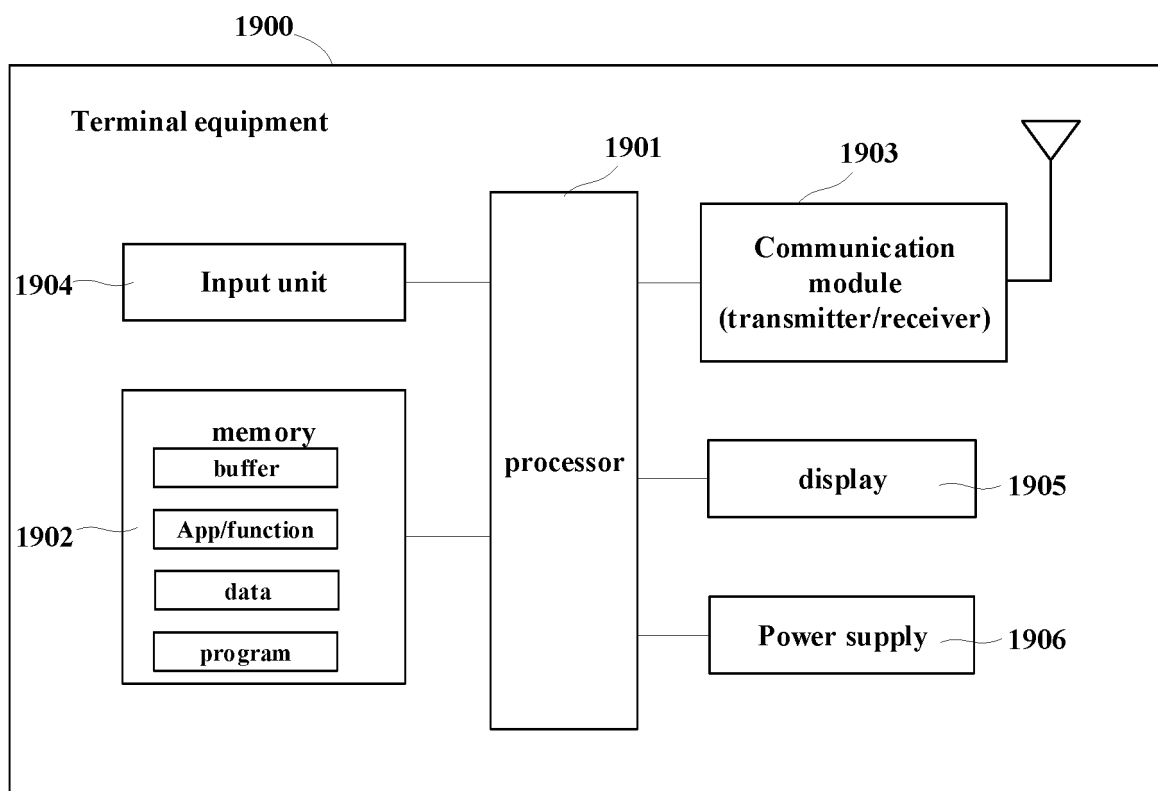 1900
Terminal equipment
1901
1903
Communication
module
(transmitter/receiver)
1904
Input unit
memory
buffer
App/function
data
program
1902
processor
display
1905
Power supply
1906